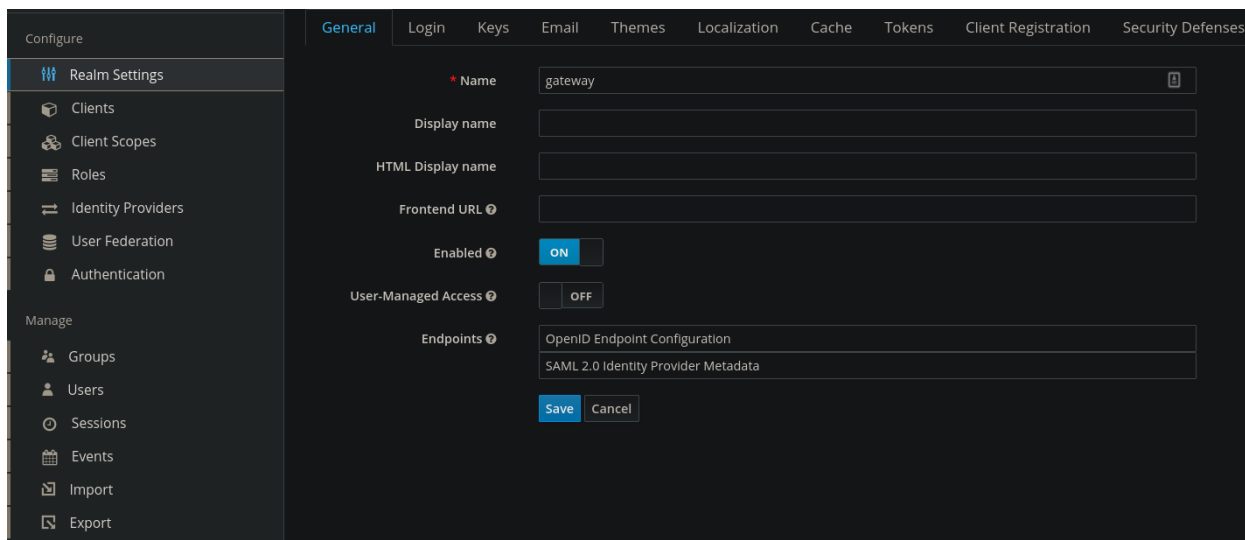 Configure
Realm Settings
Clients
Client Scopes
Roles
Identity Providers
User Federation
Authentication
Manage
Groups
Users
Sessions
Events
Import
Export
General Login Keys Email Themes Localization Cache Tokens Client Registration Security Defenses
* Name gateway
Display name
HTML Display name
Frontend URL
Enabled ON
User-Managed Access OFF
Endpoints OpenID Endpoint Configuration
SAML 2.0 Identity Provider Metadata
Save Cancel